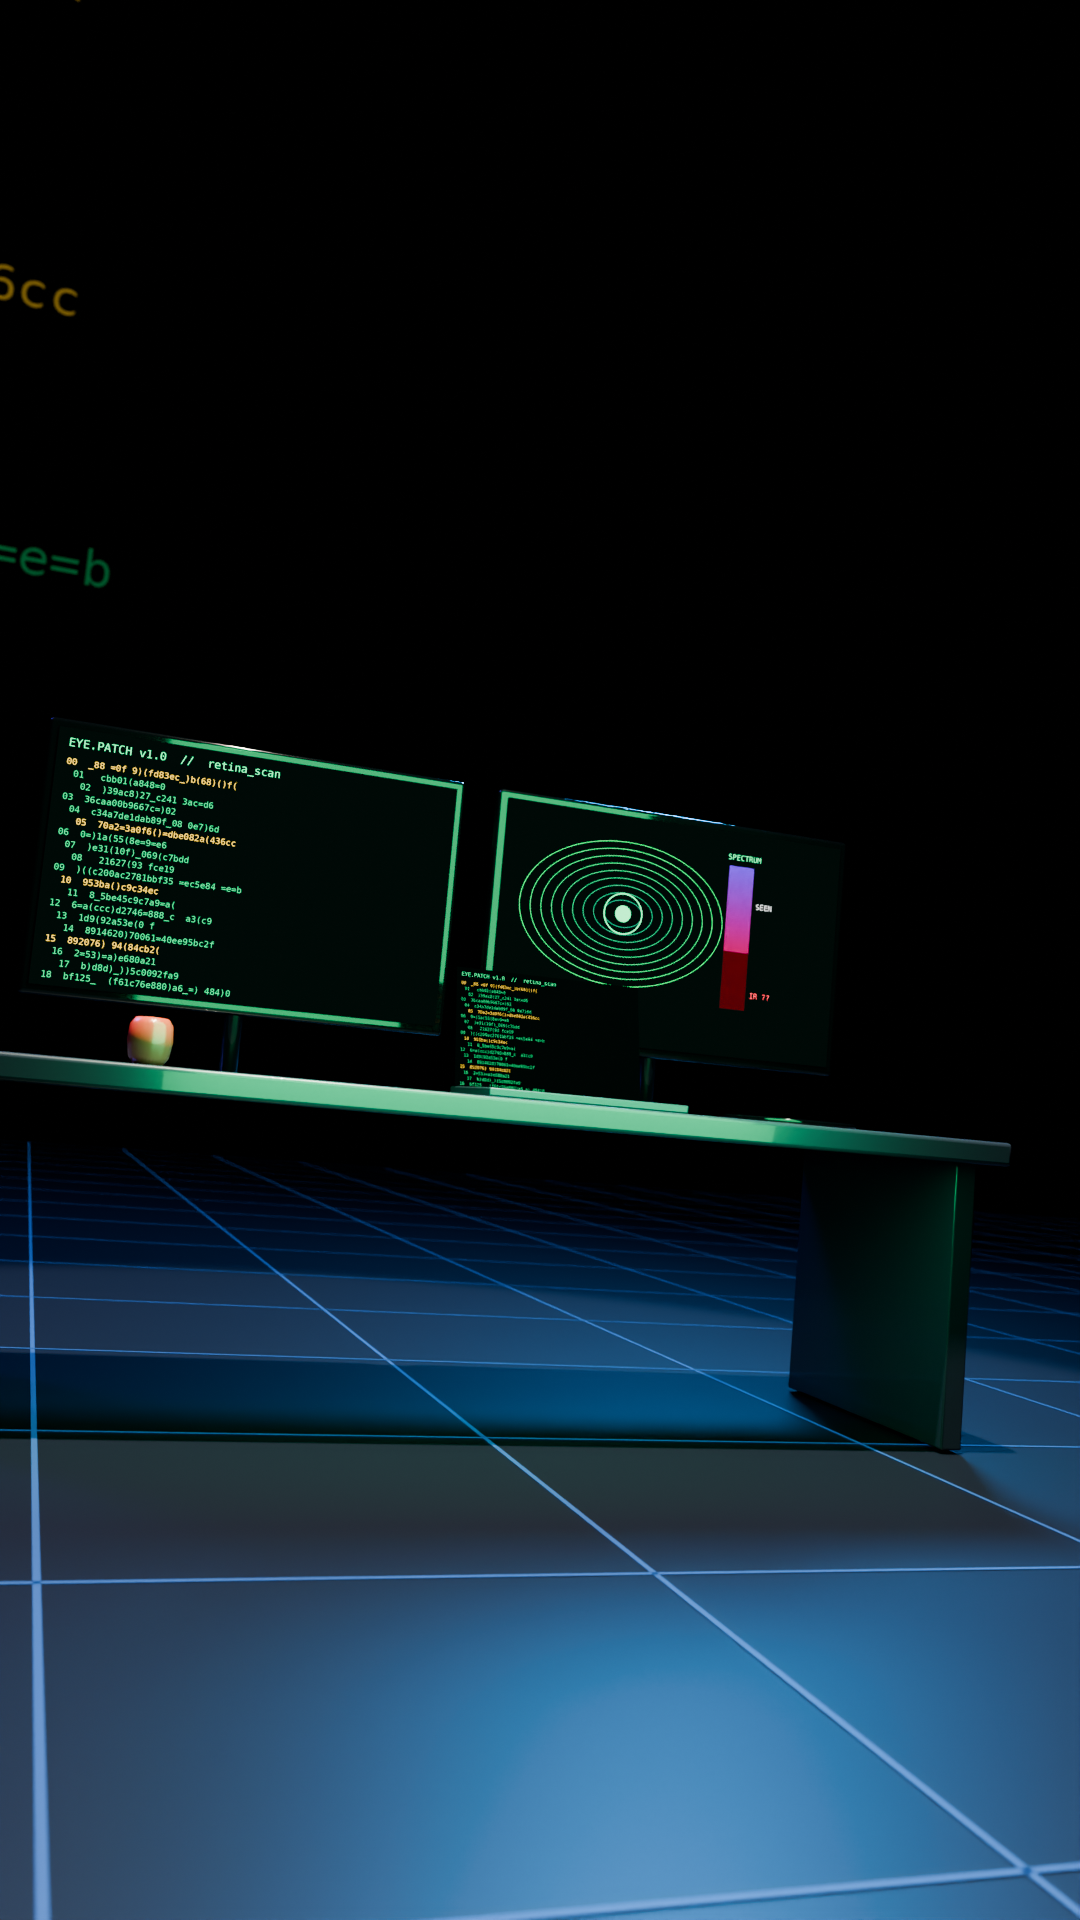 6cc
=e=b
EYE.PATCH v1.0 // retina_scan
00 _88 =0f 9)(fd83ec_)b(68)()f(
01 cbb01(a848=0
02 )39ac8)27_c241 3ac=d6
03 36caa00b9667c=)02
04 c34a7de1dab89f_08 0e7)6d
05 70a2=3a0f6()=dbe082a(436cc
06 0=)1a(55(8e=9=e6
07 )e31(10f)_069(c7bdd
08 21627(93 fce19
09 )((c200ac2781bbf35 =ec5e84 =e=b
10 953ba()c9c34ec
11 8_5be45c9c7a9=a(
12 6=a(ccc)d2746=888_c a3(c9
13 1d9(92a53e(0 f
14 8914620)70061=40ee95bc2f
15 892076) 94(84cb2(
16 2=53)=a)e680a21
17 b)d8d)_))5c0092fa9
18 bf125_ (f61c76e880)a6_=) 484)0
SPECTRUM
SEEN
IR ??
EYE.PATCH v1.0 // retina_scan